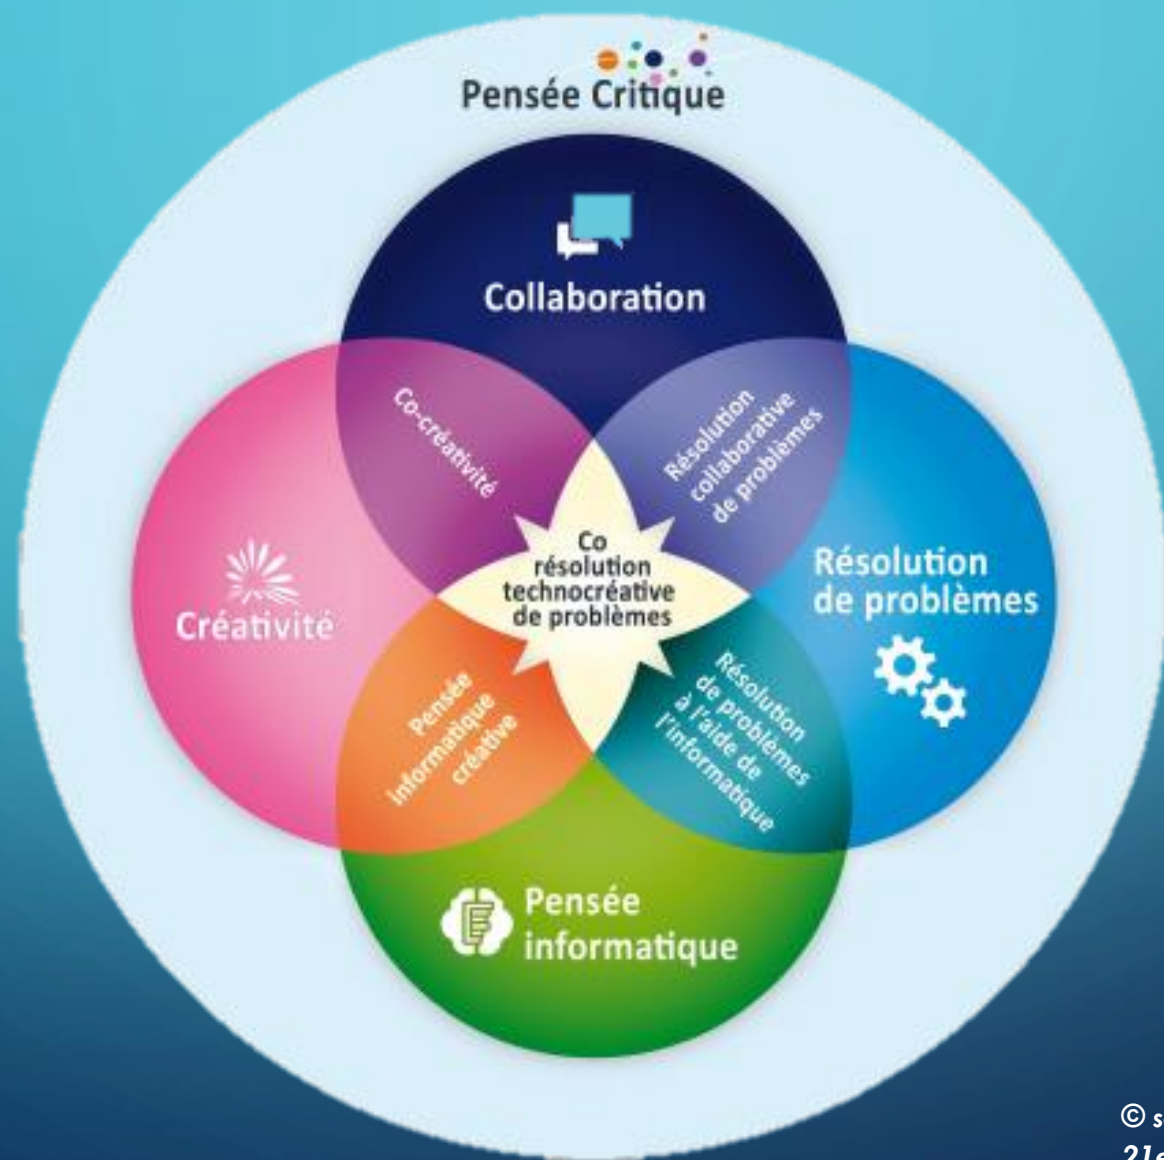 Pensée Critique
Collaboration
Co-créativité
Résolution
collaborative
de problèmes
Créativité
Co
résolution
technocréative
de problèmes
Résolution
de problèmes
Pensée
informatique
créative
Résolution
de problèmes
à l'aide de
l'informatique
Pensée
informatique
©